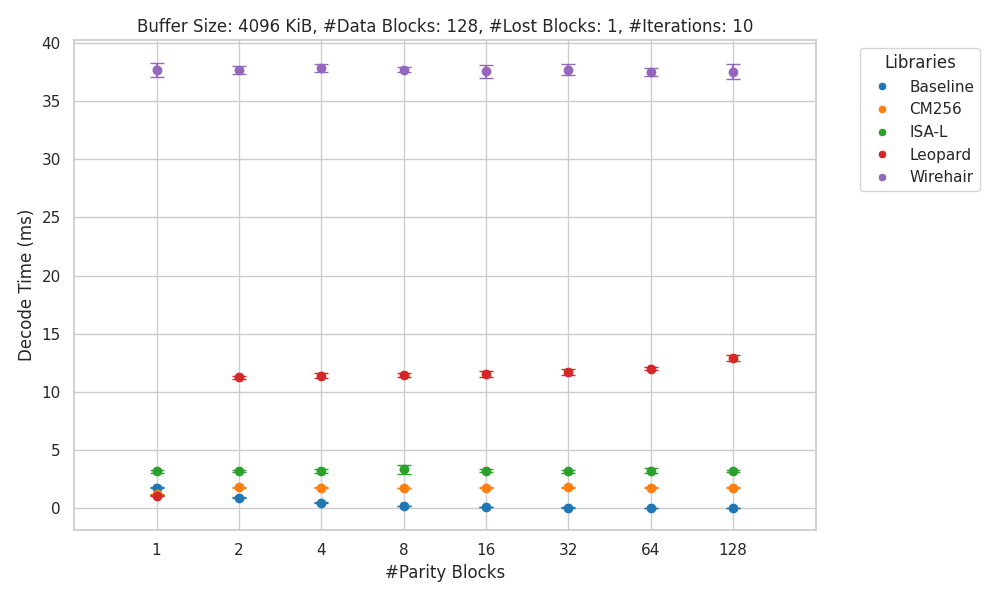 Buffer Size: 4096 KiB, #Data Blocks: 128, #Lost Blocks: 1, #Iterations: 10
Decode Time (ms)
40
35
30
25
20
15
10
5
0
1 2 4 8 16 32 64 128
#Parity Blocks
Libraries
Baseline
CM256
ISA-L
Leopard
Wirehair